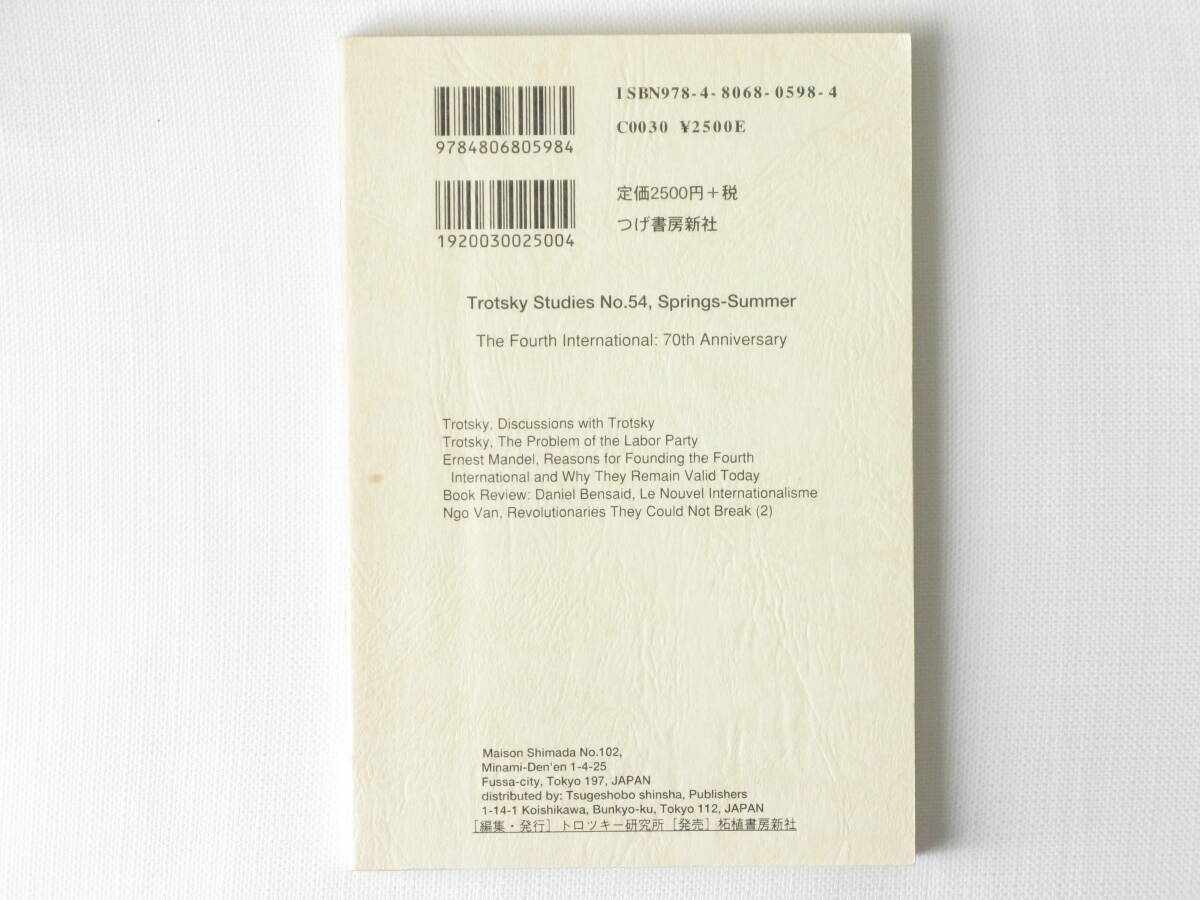 ISBN978-4-8068-0598-4
C0030 ¥2500E
9784806805984
定価2500円+税
つげ書房新社
1920030025004
Trotsky Studies No.54, Springs-Summer
The Fourth International: 70th Anniversary
Trotsky, Discussions with Trotsky
Trotsky, The Problem of the Labor Party
Ernest Mandel, Reasons for Founding the Fourth
International and Why They Remain Valid Today
Book Review: Daniel Bensaid, Le Nouvel Internationalisme
Ngo Van, Revolutionaries They Could Not Break (2)
Maison Shimada No.102,
Minami-Den'en 1-4-25
Fussa-city, Tokyo 197, JAPAN
distributed by: Tsugeshobo shinsha, Publishers
1-14-1 Koishikawa, Bunkyo-ku, Tokyo 112, JAPAN
［編集・発行］トロツキー研究所［発売］柘植書房新社